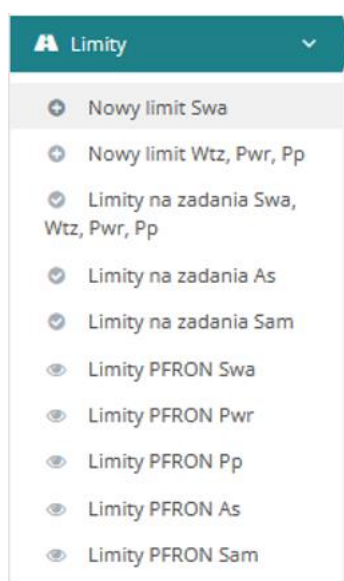 Limity
Nowy limit Swa
Nowy limit Wtz, Pwr, Pp
Limity na zadania Swa,
Wtz, Pwr, Pp
Limity na zadania As
Limity na zadania Sam
Limity PFRON Swa
Limity PFRON Pwr
Limity PFRON Pp
Limity PFRON As
Limity PFRON Sam